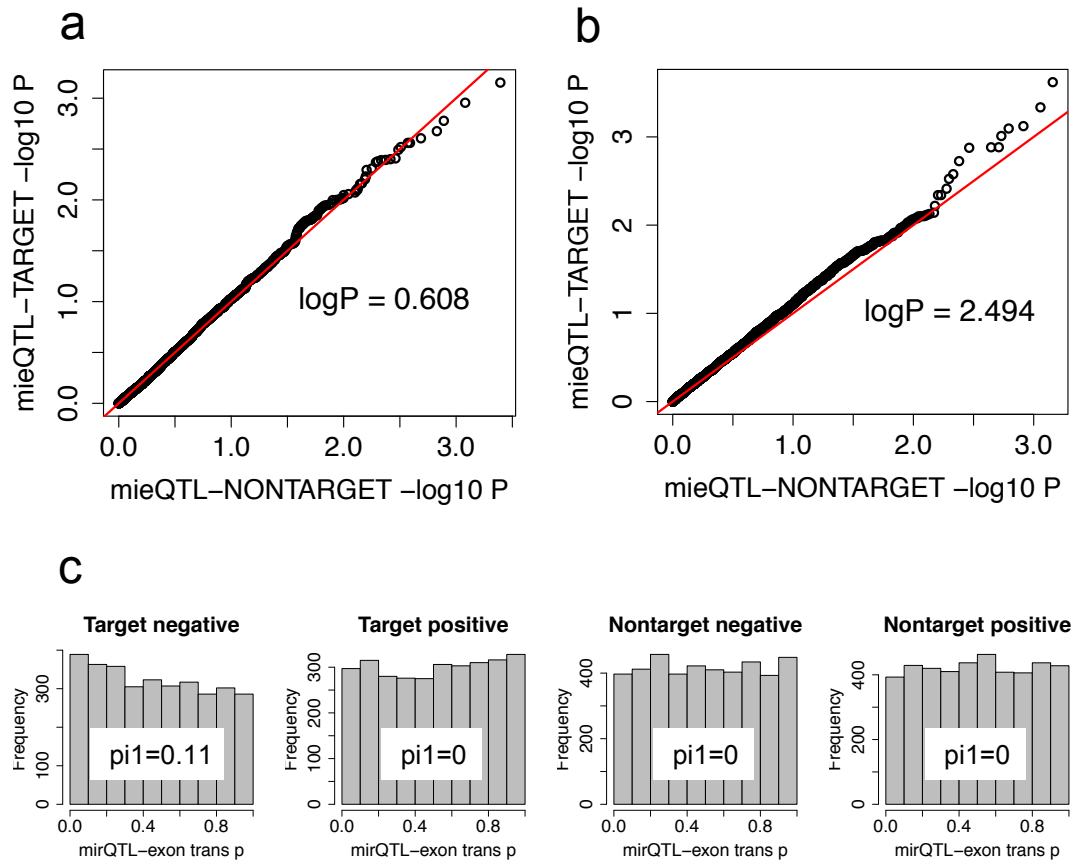 a
mieQTL−TARGET −log10 P
0.0
1.0
2.0
3.0
logP = 0.608
0.0
1.0
2.0
3.0
mieQTL−NONTARGET −log10 P
b
mieQTL−TARGET −log10 P
0
1
2
3
logP = 2.494
0.0
1.0
2.0
3.0
mieQTL−NONTARGET −log10 P
c
Target negative
Frequency
0
100
300
pi1=0.11
0.0
0.4
0.8
mirQTL−exon trans p
Target positive
Frequency
0
100
200
300
pi1=0
0.0
0.4
0.8
mirQTL−exon trans p
Nontarget negative
Frequency
0
200
400
pi1=0
0.0
0.4
0.8
mirQTL−exon trans p
Nontarget positive
Frequency
0
200
400
pi1=0
0.0
0.4
0.8
mirQTL−exon trans p